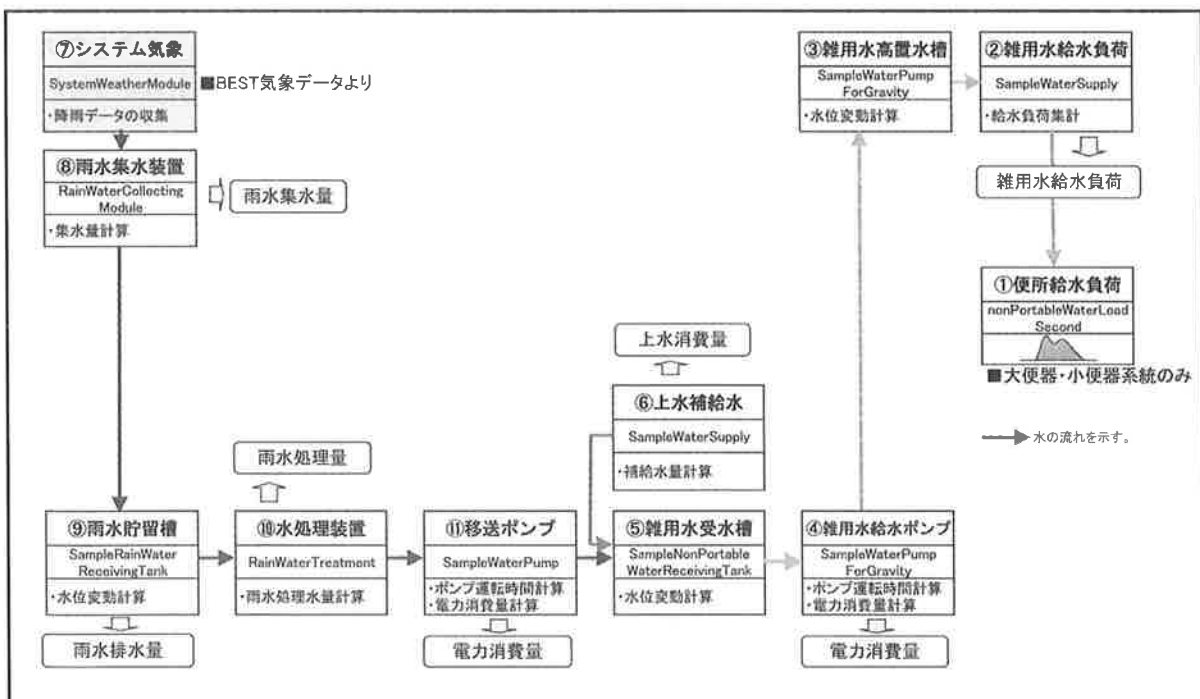 ⑦システム気象
SystemWeatherModule
・降雨データの収集
■BEST気象データより
⑧雨水集水装置
RainWaterCollecting
Module
・集水量計算
雨水集水量
③雑用水高置水槽
SampleWaterPump
ForGravity
・水位変動計算
②雑用水給水負荷
SampleWaterSupply
・給水負荷集計
雑用水給水負荷
①便所給水負荷
nonPortableWaterLoad
Second
■大便器・小便器系統のみ
水の流れを示す。
上水消費量
⑥上水補給水
SampleWaterSupply
・補給水量計算
雨水処理量
⑨雨水貯留槽
SampleRainWater
ReceivingTank
・水位変動計算
雨水排水量
⑩水処理装置
RainWaterTreatment
・雨水処理水量計算
⑪移送ポンプ
SampleWaterPump
・ポンプ運転時間計算
・電力消費量計算
電力消費量
⑤雑用水受水槽
SampleNonPortable
WaterReceivingTank
・水位変動計算
④雑用水給水ポンプ
SampleWaterPump
ForGravity
・ポンプ運転時間計算
・電力消費量計算
電力消費量